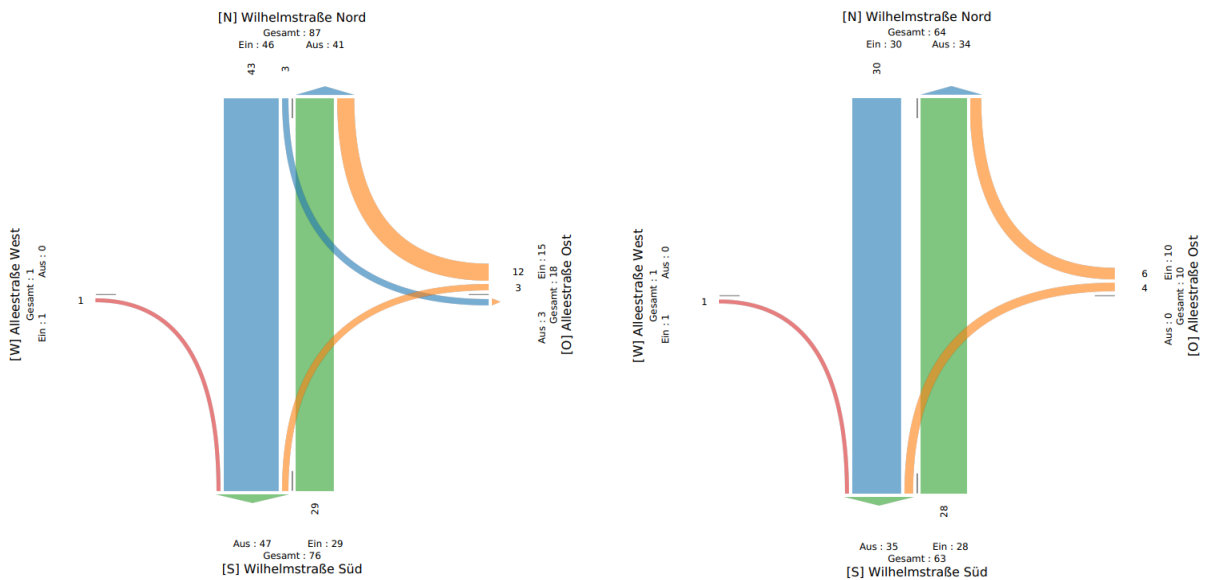 [N] Wilhelmstraße Nord
Gesamt : 87
Ein : 46
Aus : 41
43
3
[W] Alleestraße West
Gesamt : 1
Ein : 1
Aus : 0
1
12
3
Ein : 15
Aus : 3
Gesamt : 18
[O] Alleestraße Ost
29
Aus : 47
Ein : 29
Gesamt : 76
[S] Wilhelmstraße Süd
[N] Wilhelmstraße Nord
Gesamt : 64
Ein : 30
Aus : 34
30
[W] Alleestraße West
Gesamt : 1
Ein : 1
Aus : 0
1
6
4
Ein : 10
Aus : 0
Gesamt : 10
[O] Alleestraße Ost
28
Aus : 35
Ein : 28
Gesamt : 63
[S] Wilhelmstraße Süd